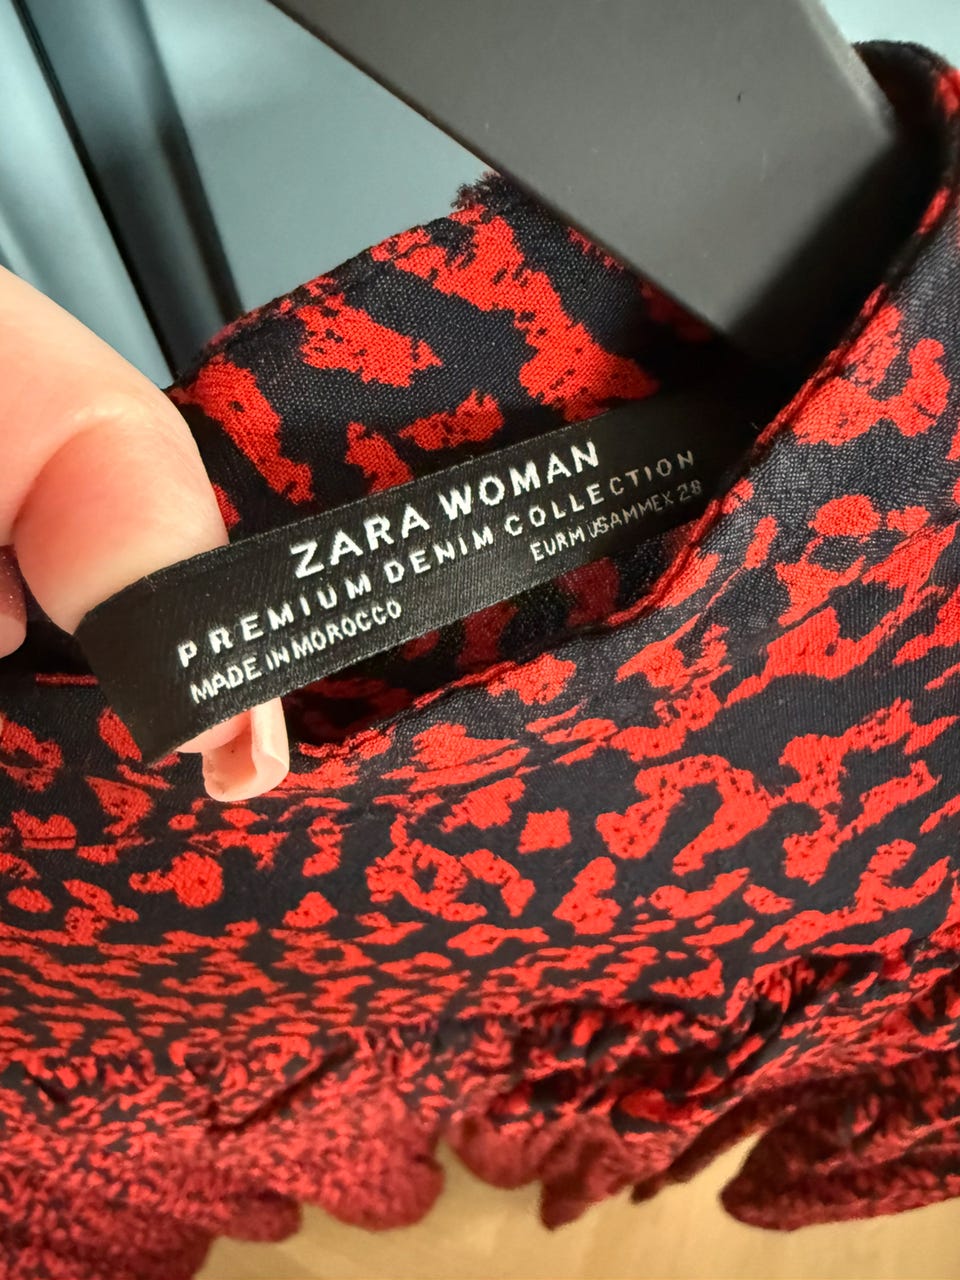 ZARA WOMAN
PREMIUM DENIM COLLECTION
MADE IN MOROCCO EUR M USA M MEX 28